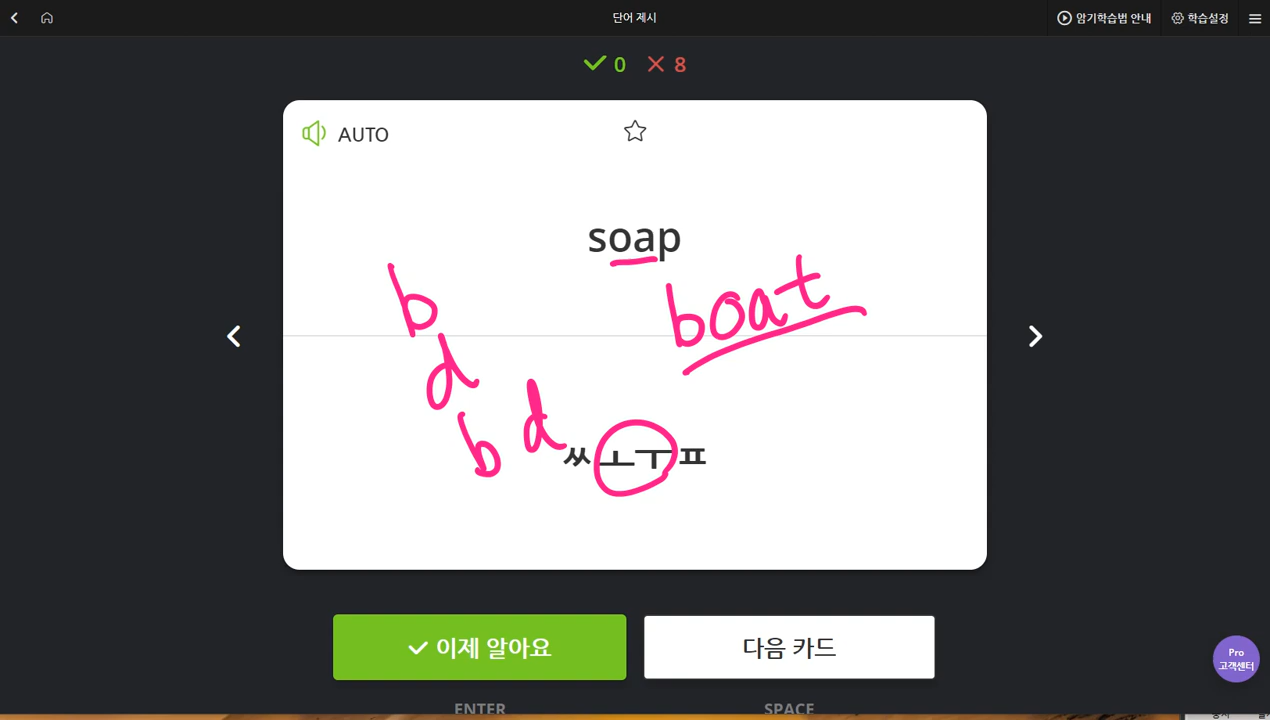 단어 제시
암기학습법 안내
학습설정
0 8
AUTO
soap
b
boat
d
b
d
ㅆㅗㅜㅍ
이제 알아요
다음 카드
Pro
고객센터
ENTER
SPACE